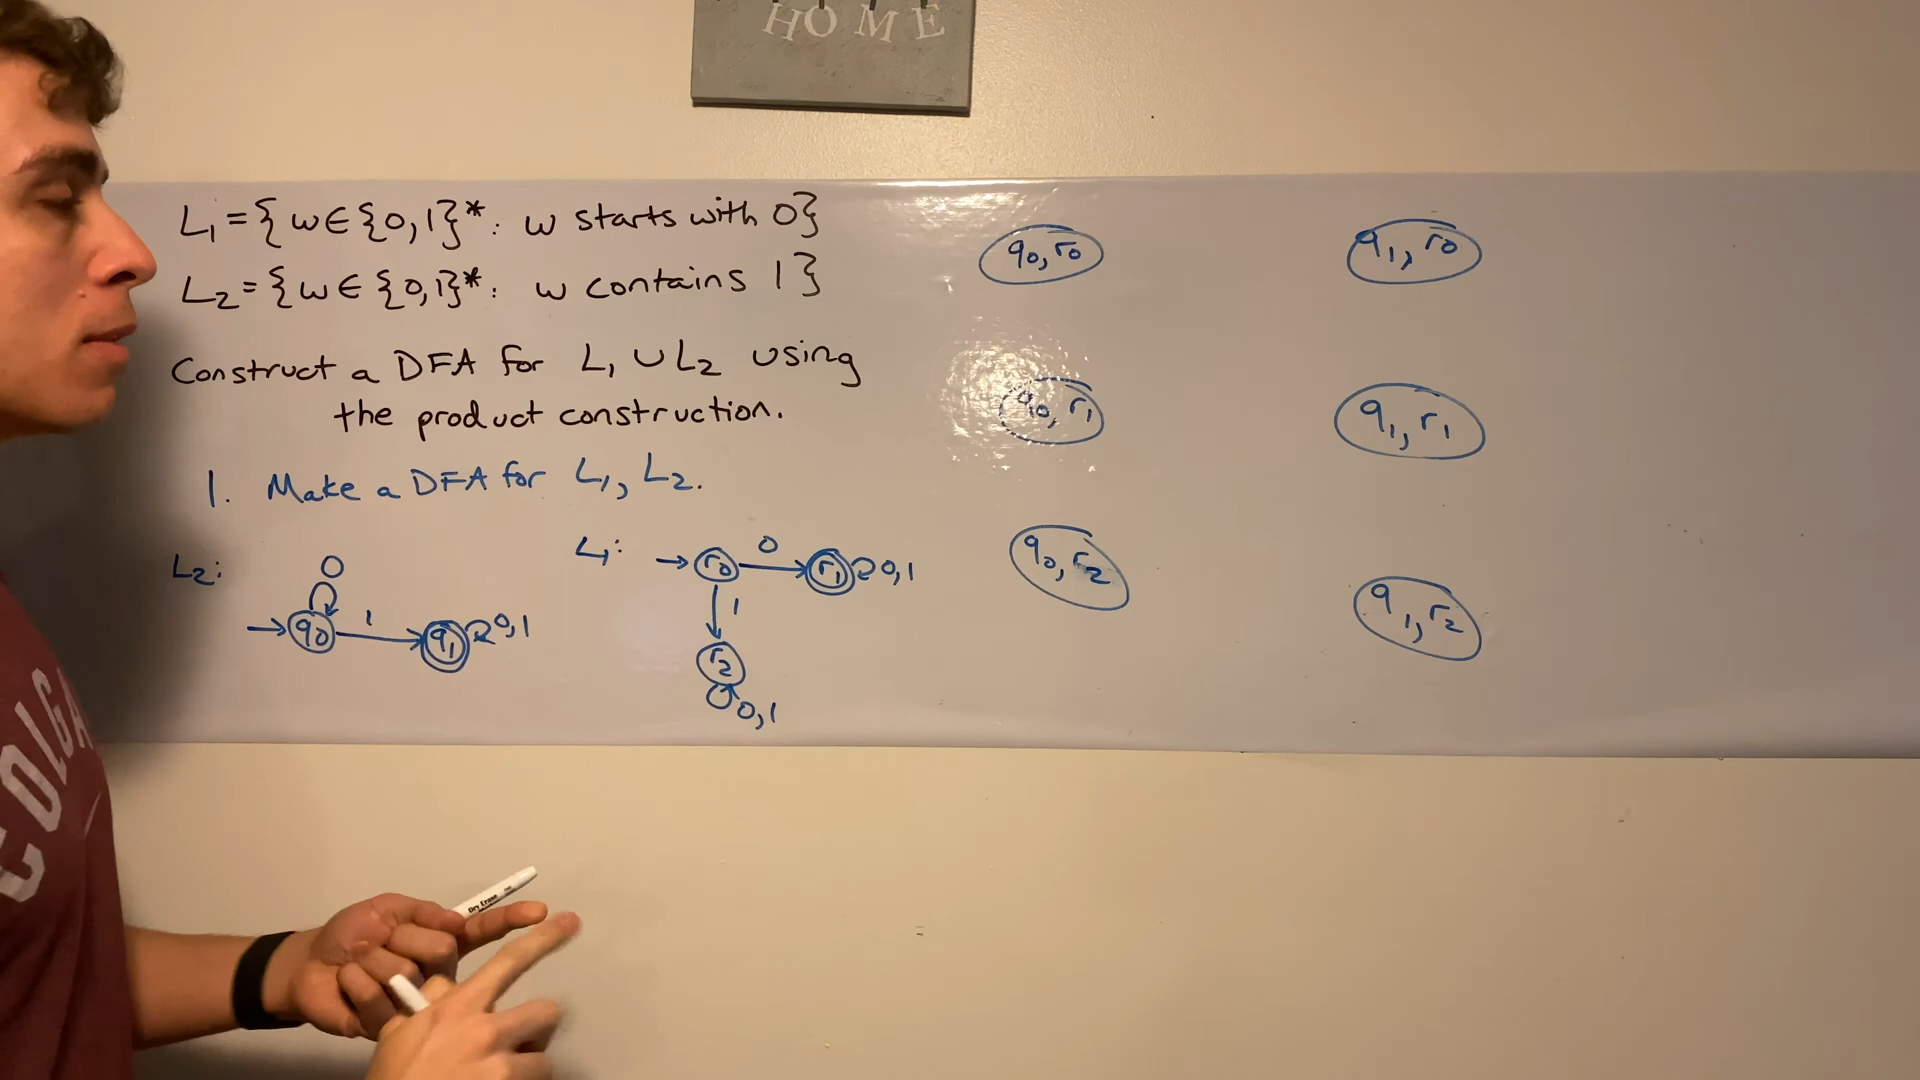 HOME
L₁ = { w ∈ {0,1}* : w starts with 0}
L₂ = { w ∈ {0,1}* : w contains 1 }
Construct a DFA for L₁ ∪ L₂ using
the product construction.
1. Make a DFA for L₁, L₂.
L₂:
0
q₀
1
q₁
0,1
L₁:
r₀
0
r₁
0,1
1
r₂
0,1
q₀, r₀
q₁, r₀
q₀, r₁
q₁, r₁
q₀, r₂
q₁, r₂
Dry Erase